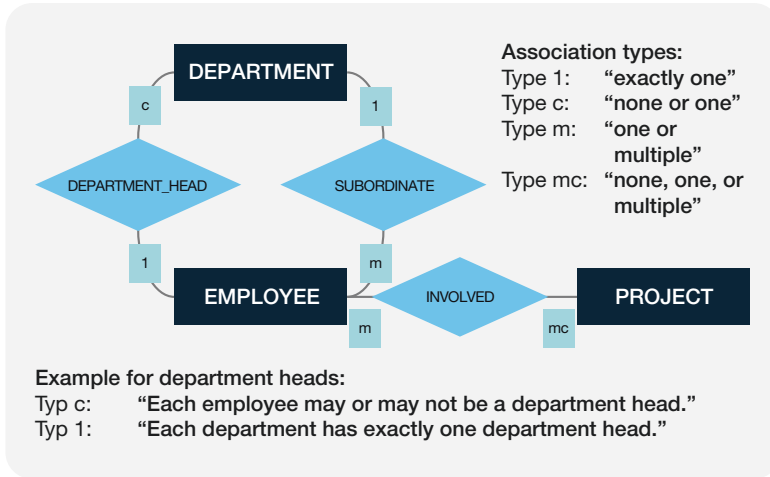 DEPARTMENT
Association types:
Type 1: “exactly one”
Type c: “none or one”
Type m: “one or
multiple”
Type mc: “none, one, or
multiple”
c
1
DEPARTMENT_HEAD
SUBORDINATE
1
m
EMPLOYEE
INVOLVED
PROJECT
m
mc
Example for department heads:
Typ c: “Each employee may or may not be a department head.”
Typ 1: “Each department has exactly one department head.”